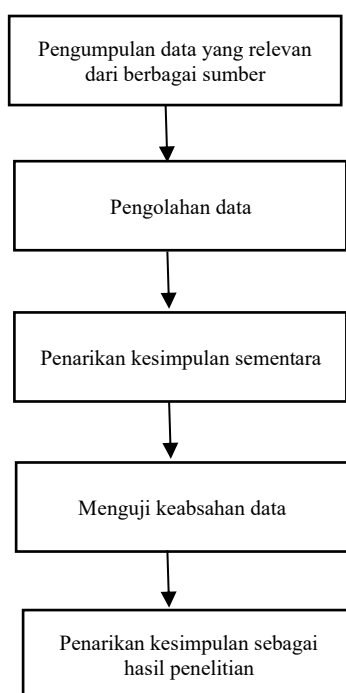 Pengumpulan data yang relevan
dari berbagai sumber
Pengolahan data
Penarikan kesimpulan sementara
Menguji keabsahan data
Penarikan kesimpulan sebagai
hasil penelitian